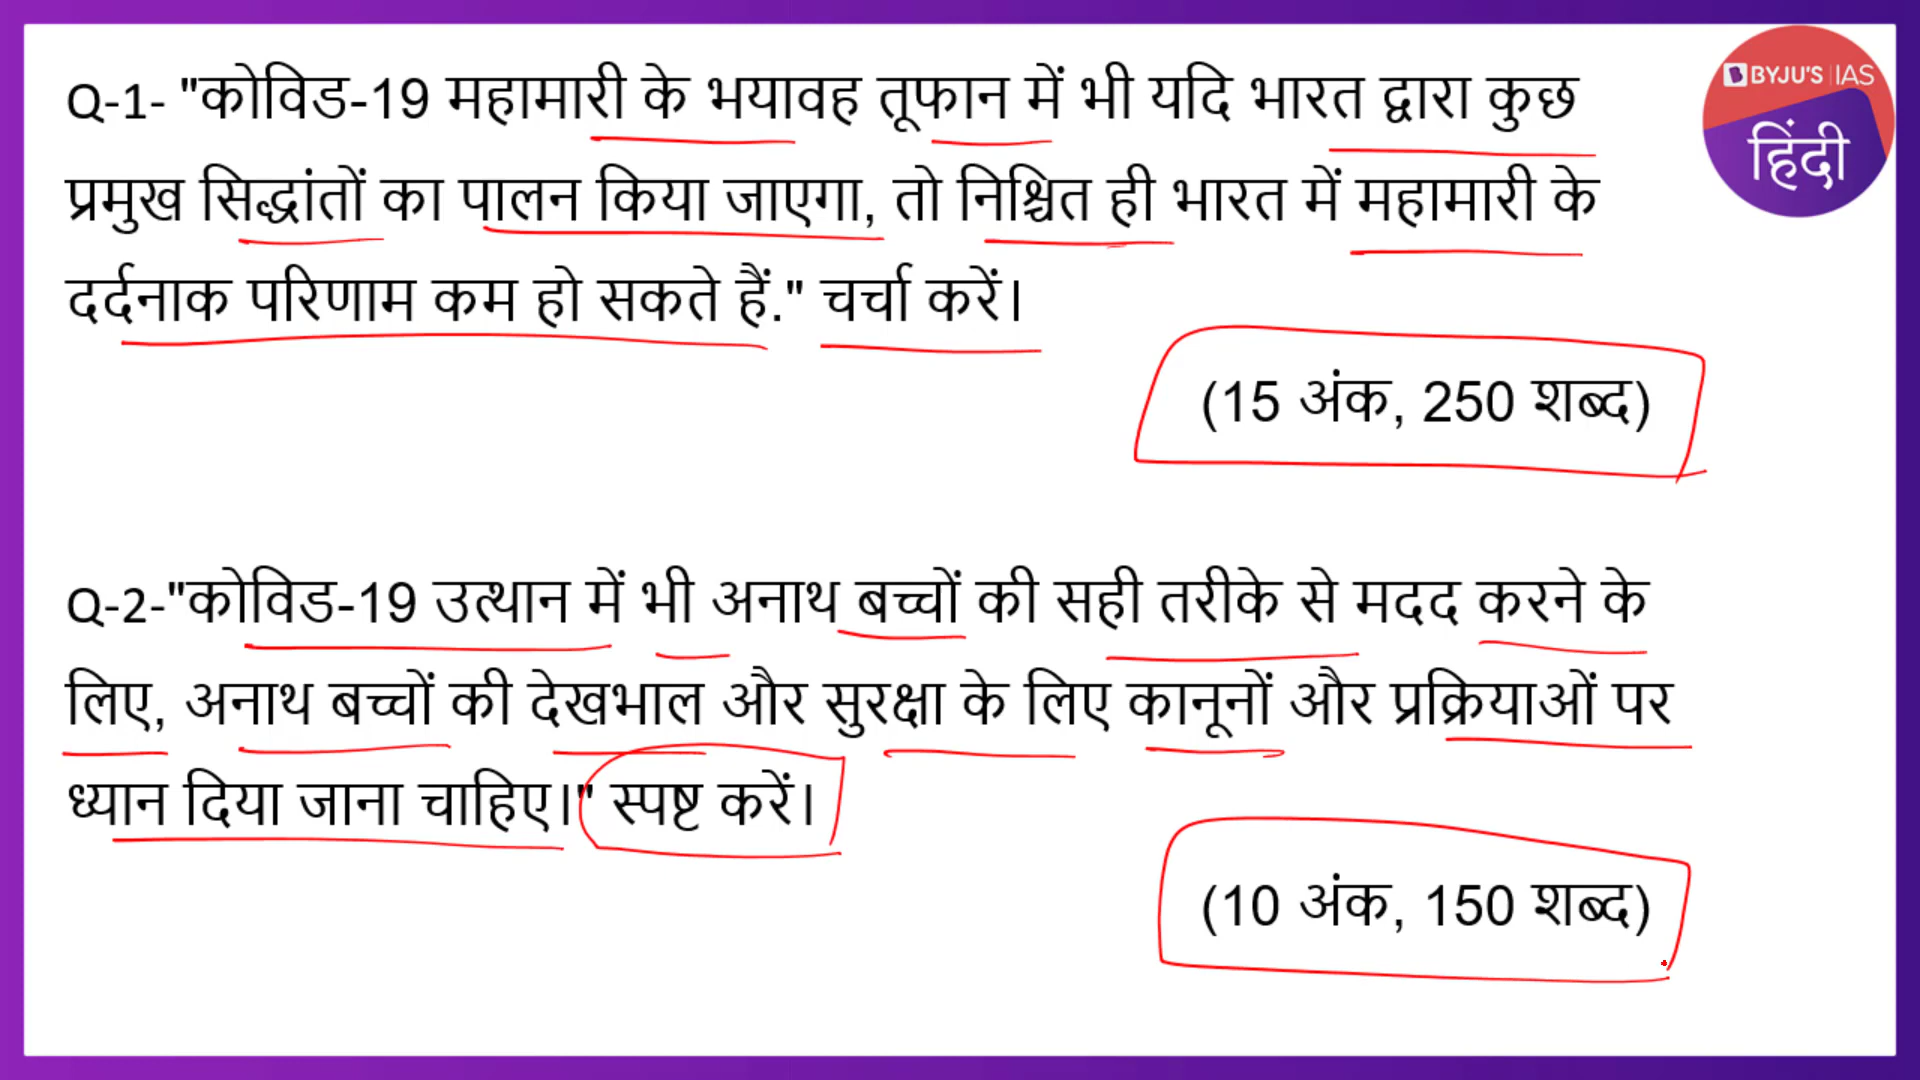 Q-1- "कोविड-19 महामारी के भयावह तूफान में भी यदि भारत द्वारा कुछ
प्रमुख सिद्धांतों का पालन किया जाएगा, तो निश्चित ही भारत में महामारी के
दर्दनाक परिणाम कम हो सकते हैं." चर्चा करें।
(15 अंक, 250 शब्द)
Q-2-"कोविड-19 उत्थान में भी अनाथ बच्चों की सही तरीके से मदद करने के
लिए, अनाथ बच्चों की देखभाल और सुरक्षा के लिए कानूनों और प्रक्रियाओं पर
ध्यान दिया जाना चाहिए।" स्पष्ट करें।
(10 अंक, 150 शब्द)
BYJU'S IAS
हिंदी